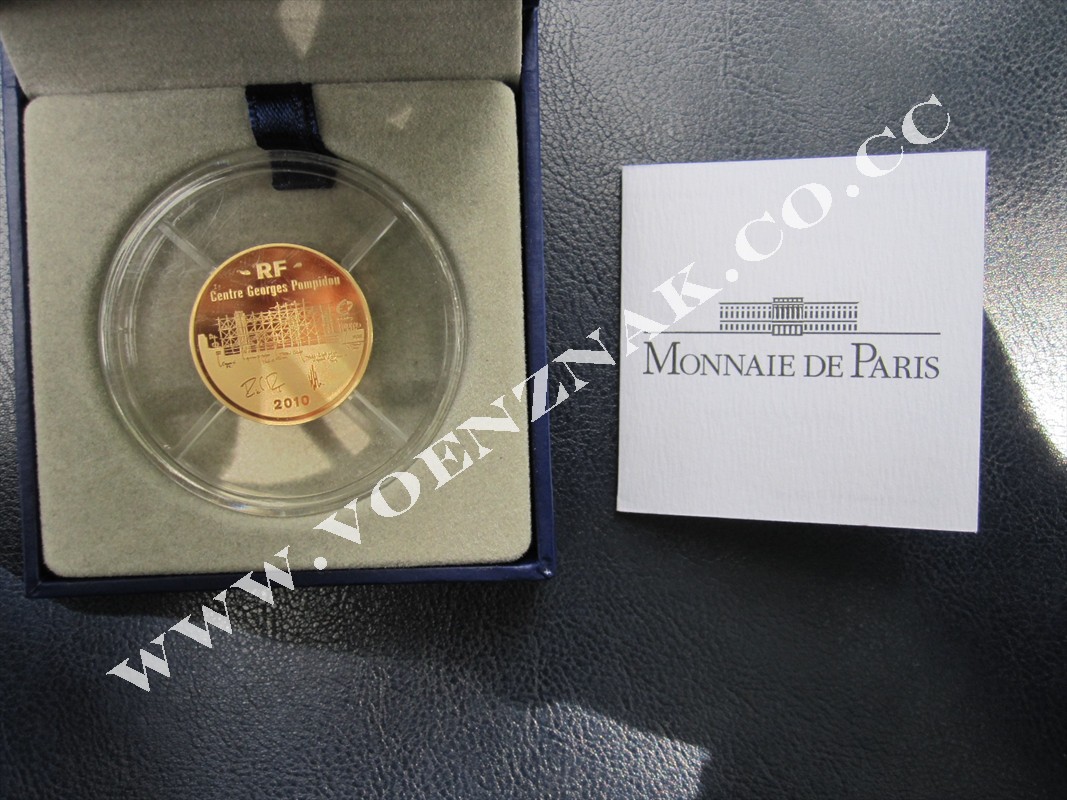 RF
Centre Georges Pompidou
2010
MONNAIE DE PARIS
WWW.VOENZNAK.CO.CC